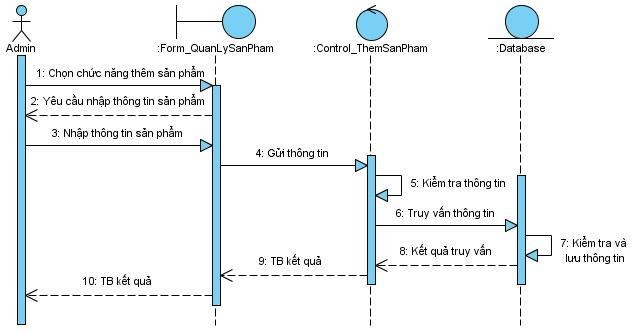 Admin
:Form_QuanLySanPham
:Control_ThemSanPham
:Database
1: Chọn chức năng thêm sản phẩm
2: Yêu cầu nhập thông tin sản phẩm
3: Nhập thông tin sản phẩm
4: Gửi thông tin
5: Kiểm tra thông tin
6: Truy vấn thông tin
7: Kiểm tra và
lưu thông tin
8: Kết quả truy vấn
9: TB kết quả
10: TB kết quả